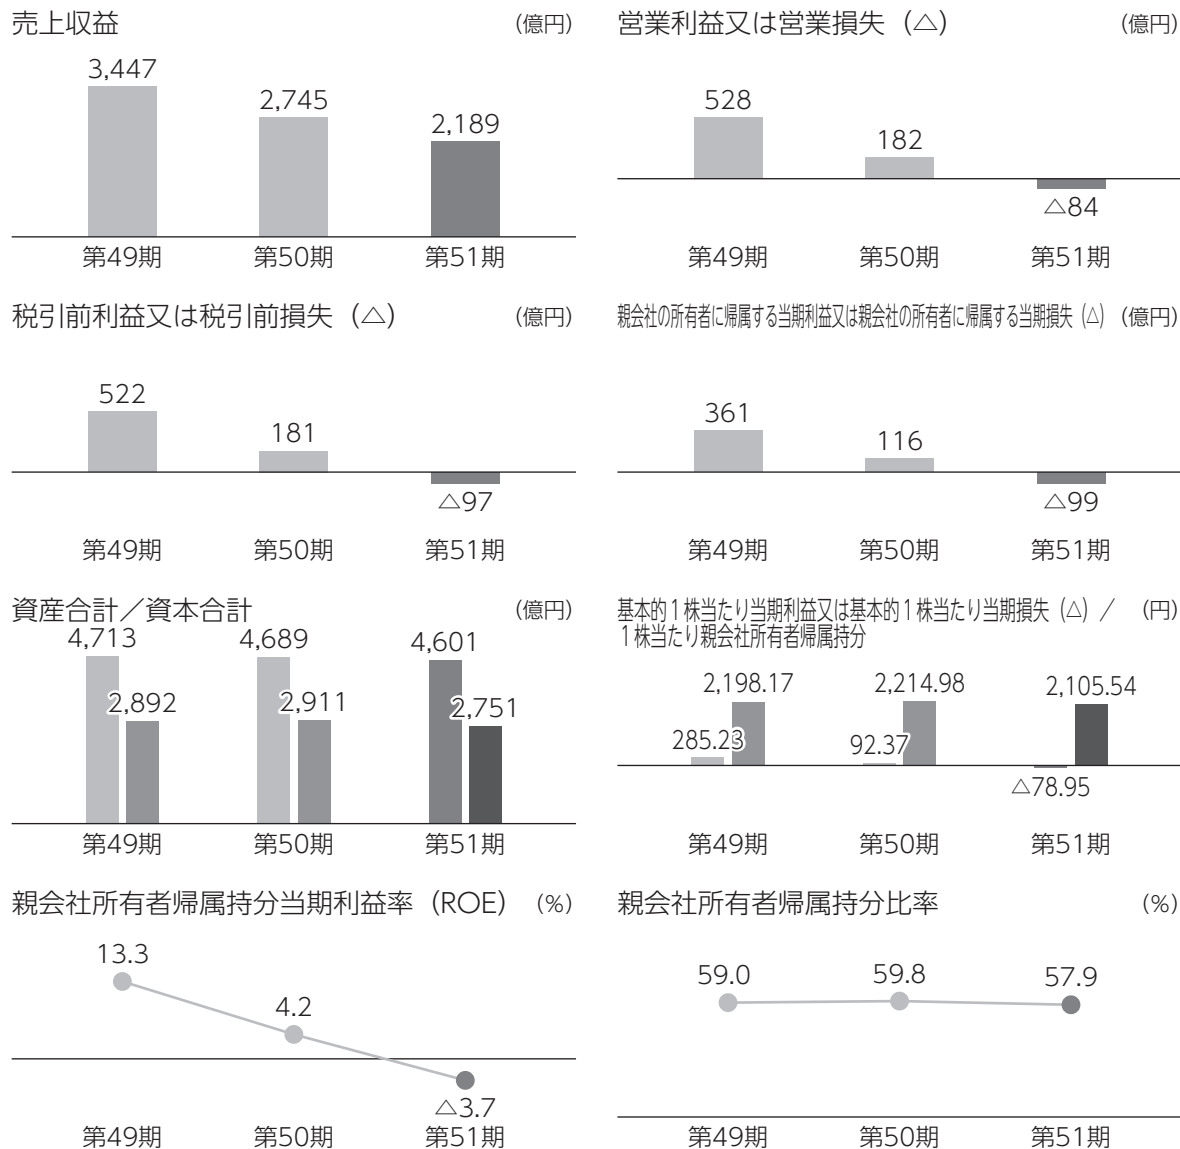 売上収益 (億円)
3,447
2,745
2,189
第49期 第50期 第51期
営業利益又は営業損失（△） (億円)
528
182
△84
第49期 第50期 第51期
税引前利益又は税引前損失（△） (億円)
522
181
△97
第49期 第50期 第51期
親会社の所有者に帰属する当期利益又は親会社の所有者に帰属する当期損失（△） (億円)
361
116
△99
第49期 第50期 第51期
資産合計／資本合計 (億円)
4,713 4,689 4,601
2,892 2,911 2,751
第49期 第50期 第51期
基本的１株当たり当期利益又は基本的１株当たり当期損失（△）／ (円)
１株当たり親会社所有者帰属持分
2,198.17 2,214.98 2,105.54
285.23 92.37
△78.95
第49期 第50期 第51期
親会社所有者帰属持分当期利益率（ROE） (%)
13.3
4.2
△3.7
第49期 第50期 第51期
親会社所有者帰属持分比率 (%)
59.0 59.8 57.9
第49期 第50期 第51期